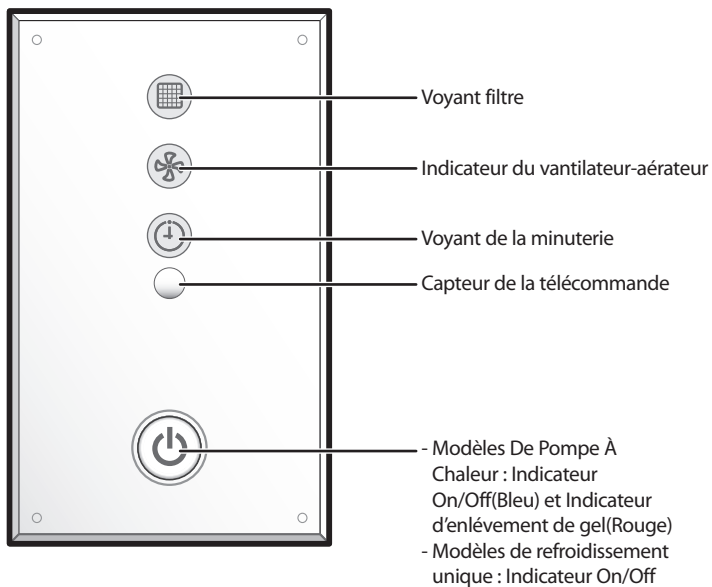 Voyant filtre
Indicateur du vantilateur-aérateur
Voyant de la minuterie
Capteur de la télécommande
- Modèles De Pompe À
Chaleur : Indicateur
On/Off(Bleu) et Indicateur
d’enlévement de gel(Rouge)
- Modèles de refroidissement
unique : Indicateur On/Off